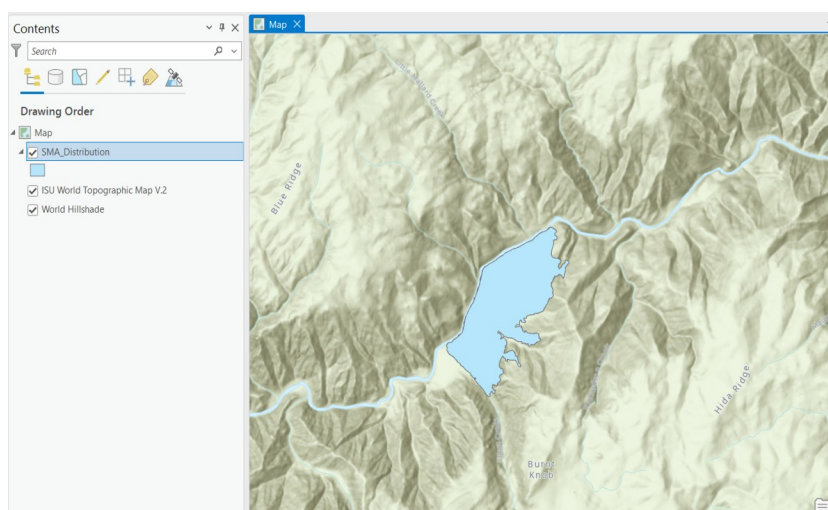 Contents
Search
Drawing Order
Map
SMA_Distribution
ISU World Topographic Map V.2
World Hillshade
Map
Blue Ridge
Hida Ridge
Burnt
Knob